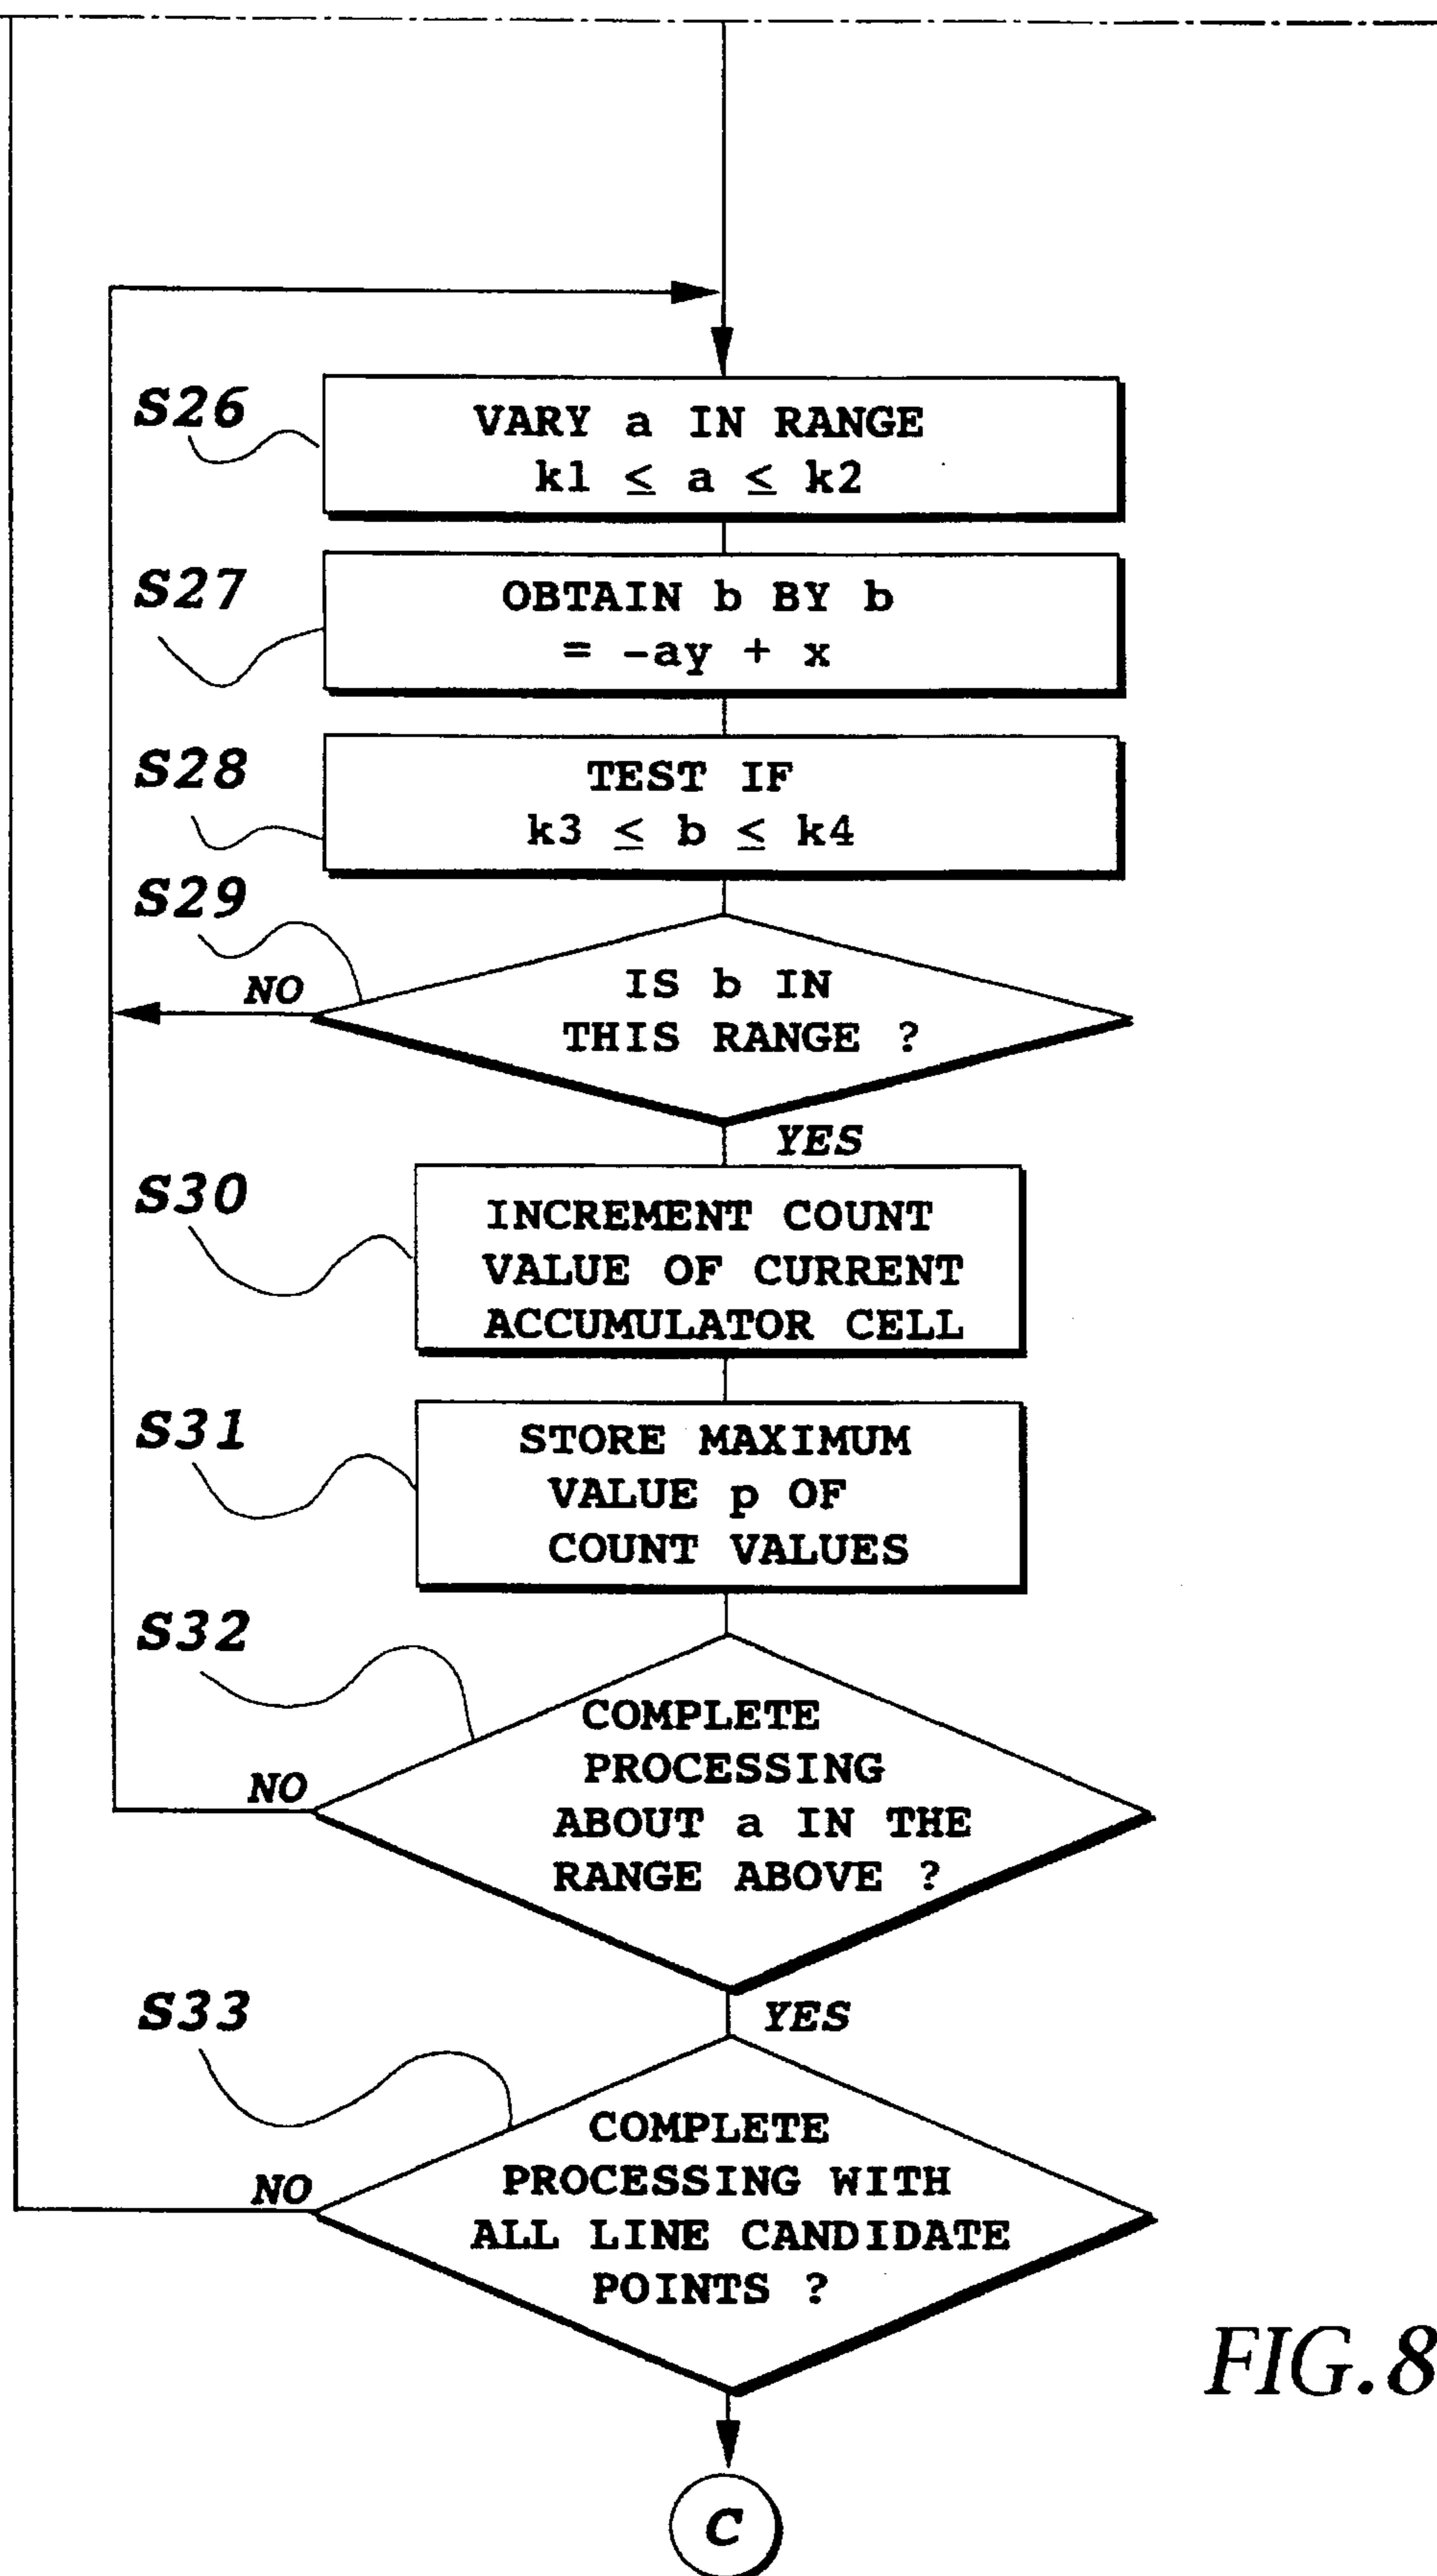 S26
VARY a IN RANGE
k1 ≤ a ≤ k2
S27
OBTAIN b BY b
= -ay + x
S28
TEST IF
k3 ≤ b ≤ k4
S29
NO
IS b IN
THIS RANGE ?
YES
S30
INCREMENT COUNT
VALUE OF CURRENT
ACCUMULATOR CELL
S31
STORE MAXIMUM
VALUE p OF
COUNT VALUES
S32
COMPLETE
PROCESSING
NO
ABOUT a IN THE
RANGE ABOVE ?
YES
S33
COMPLETE
PROCESSING WITH
NO
ALL LINE CANDIDATE
POINTS ?
FIG.8
C